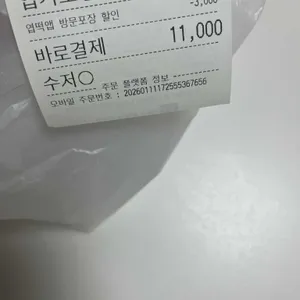 -3,000
엽떡앱 방문포장 할인
바로결제 11,000
수저○
주문 플랫폼 정보
모바일 주문번호 : 20260111172555367656